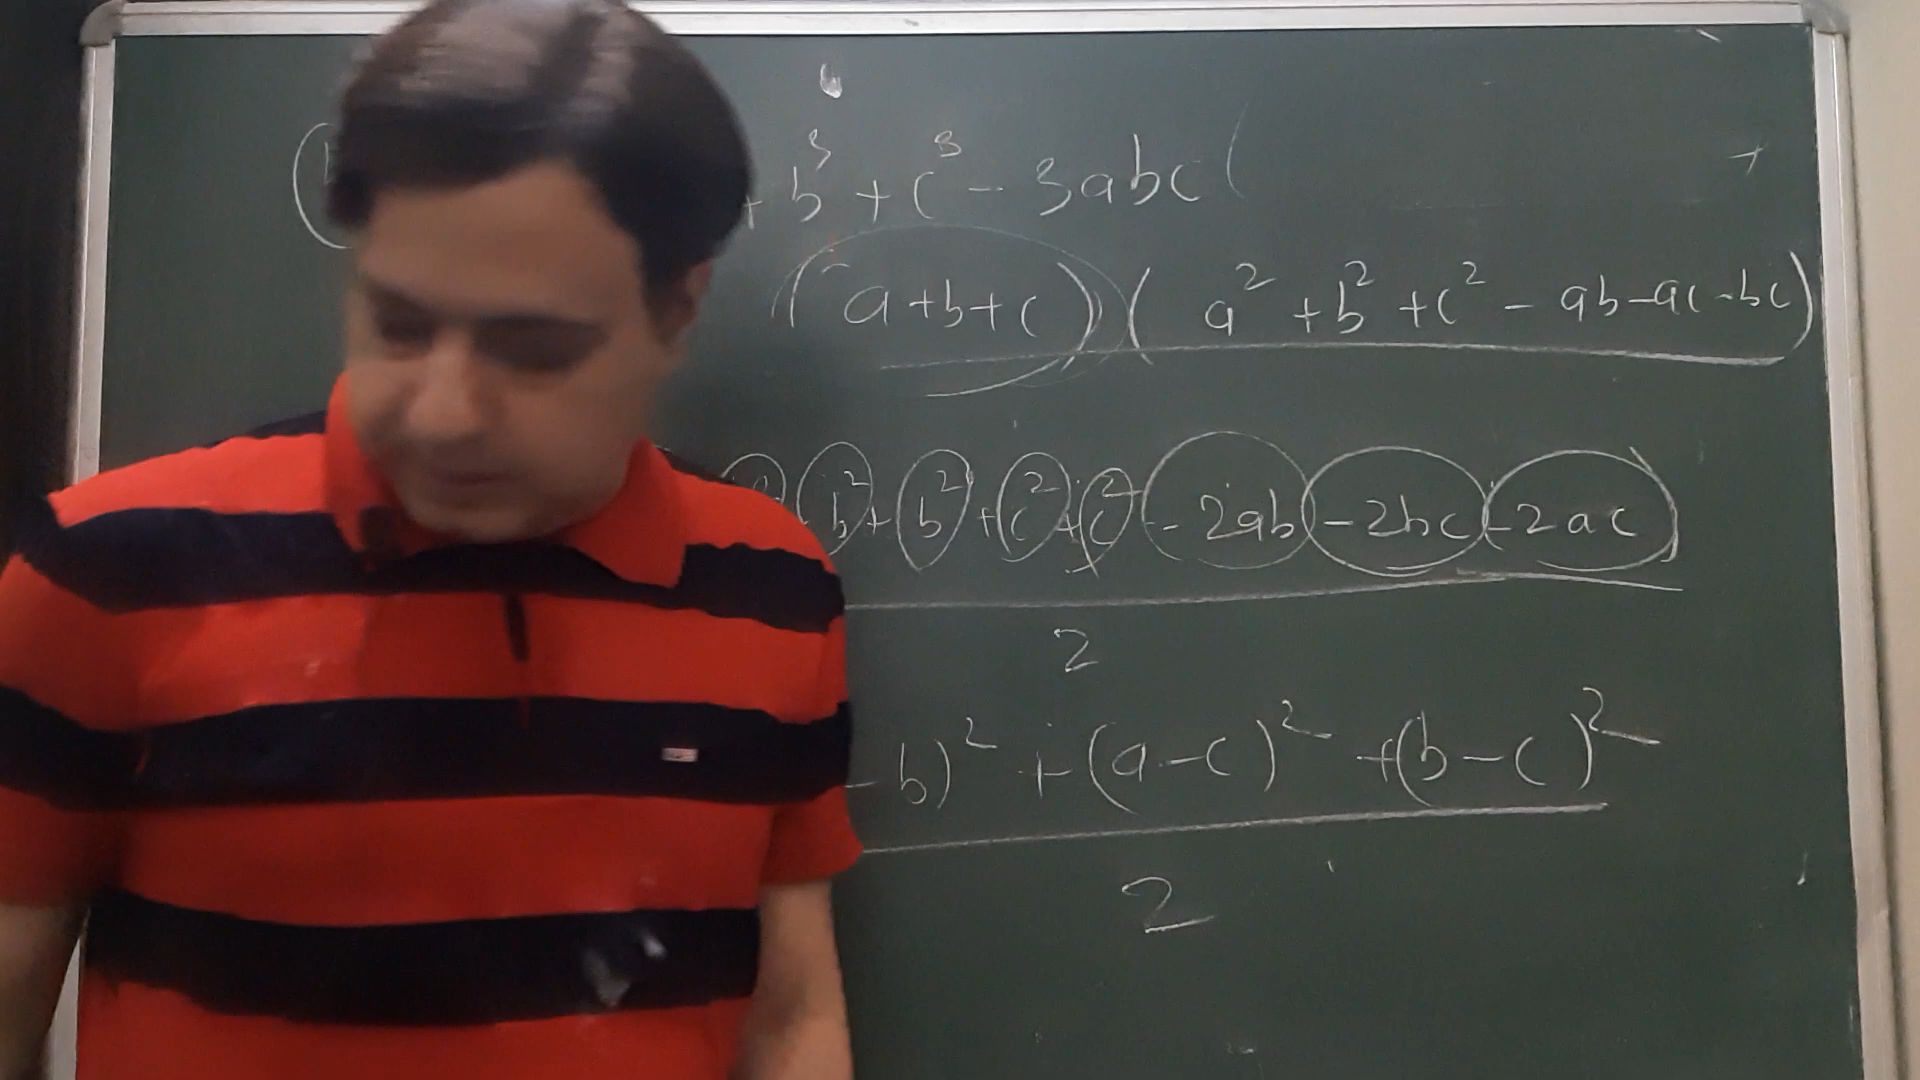 + b³ + c³ - 3abc
(a+b+c) (a² + b² + c² - ab - ac - bc)
b² + b² + c² + c² - 2ab - 2bc - 2ac
2
- b)² + (a-c)² + (b-c)²
2